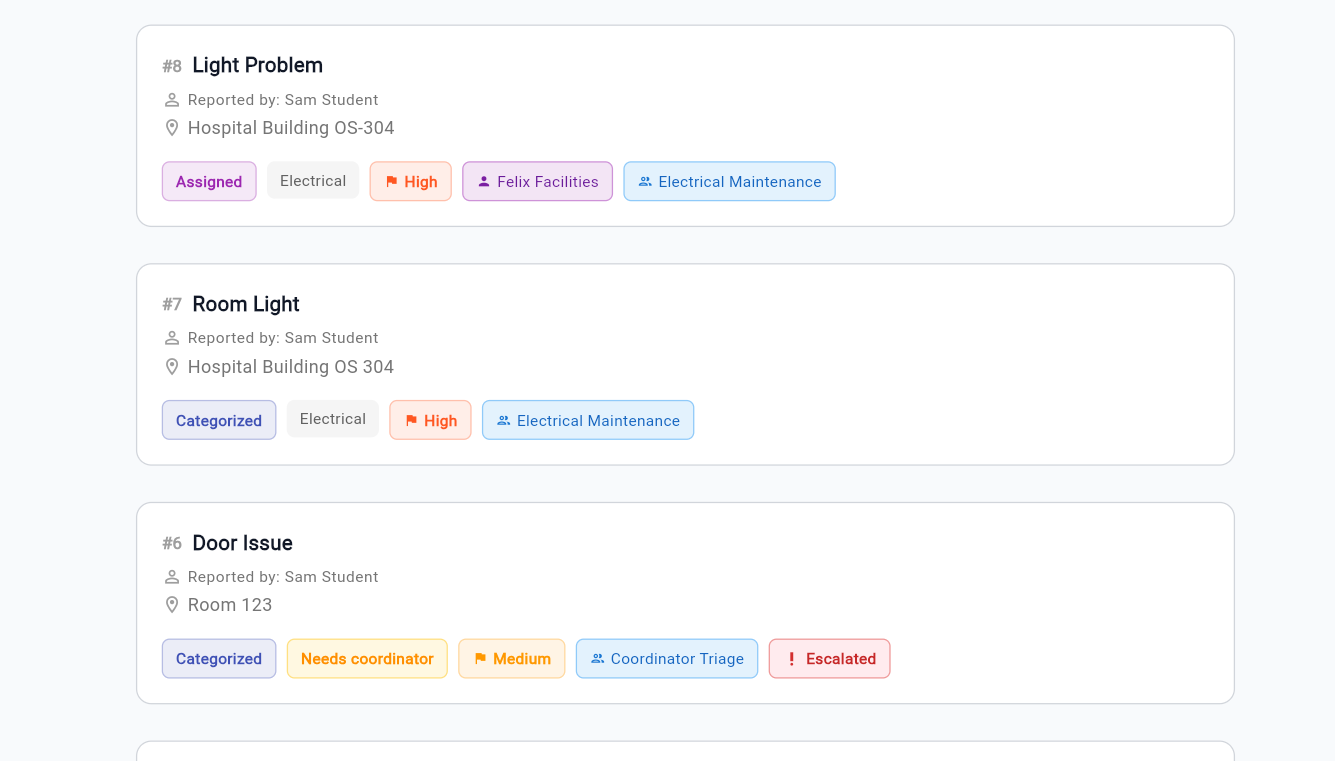 #8 Light Problem
Reported by: Sam Student
Hospital Building OS-304
Assigned Electrical High Felix Facilities Electrical Maintenance
#7 Room Light
Reported by: Sam Student
Hospital Building OS 304
Categorized Electrical High Electrical Maintenance
#6 Door Issue
Reported by: Sam Student
Room 123
Categorized Needs coordinator Medium Coordinator Triage Escalated